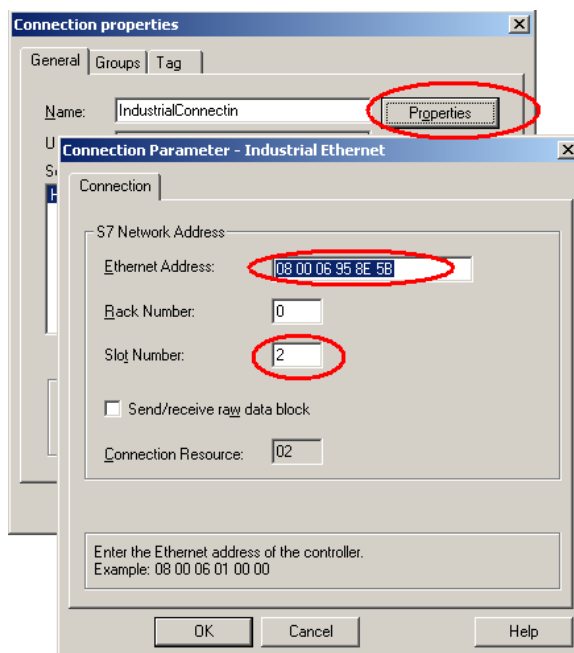 Connection properties
General Groups Tag
Name: IndustrialConnectin Properties
Connection Parameter - Industrial Ethernet
Connection
S7 Network Address
Ethernet Address: 08 00 06 95 8E 5B
Rack Number: 0
Slot Number: 2
Send/receive raw data block
Connection Resource: 02
Enter the Ethernet address of the controller.
Example: 08 00 06 01 00 00
OK Cancel Help